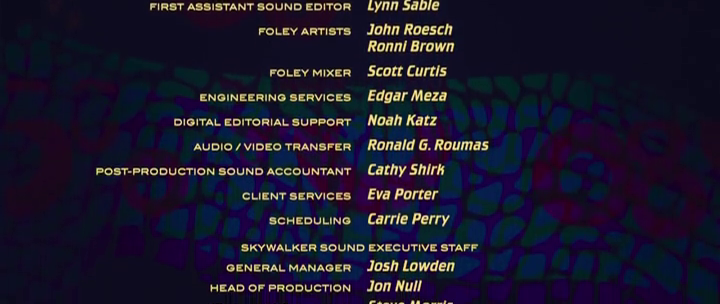 FIRST ASSISTANT SOUND EDITOR Lynn Sable
FOLEY ARTISTS John Roesch
Ronni Brown
FOLEY MIXER Scott Curtis
ENGINEERING SERVICES Edgar Meza
DIGITAL EDITORIAL SUPPORT Noah Katz
AUDIO / VIDEO TRANSFER Ronald G. Roumas
POST-PRODUCTION SOUND ACCOUNTANT Cathy Shirk
CLIENT SERVICES Eva Porter
SCHEDULING Carrie Perry
SKYWALKER SOUND EXECUTIVE STAFF
GENERAL MANAGER Josh Lowden
HEAD OF PRODUCTION Jon Null